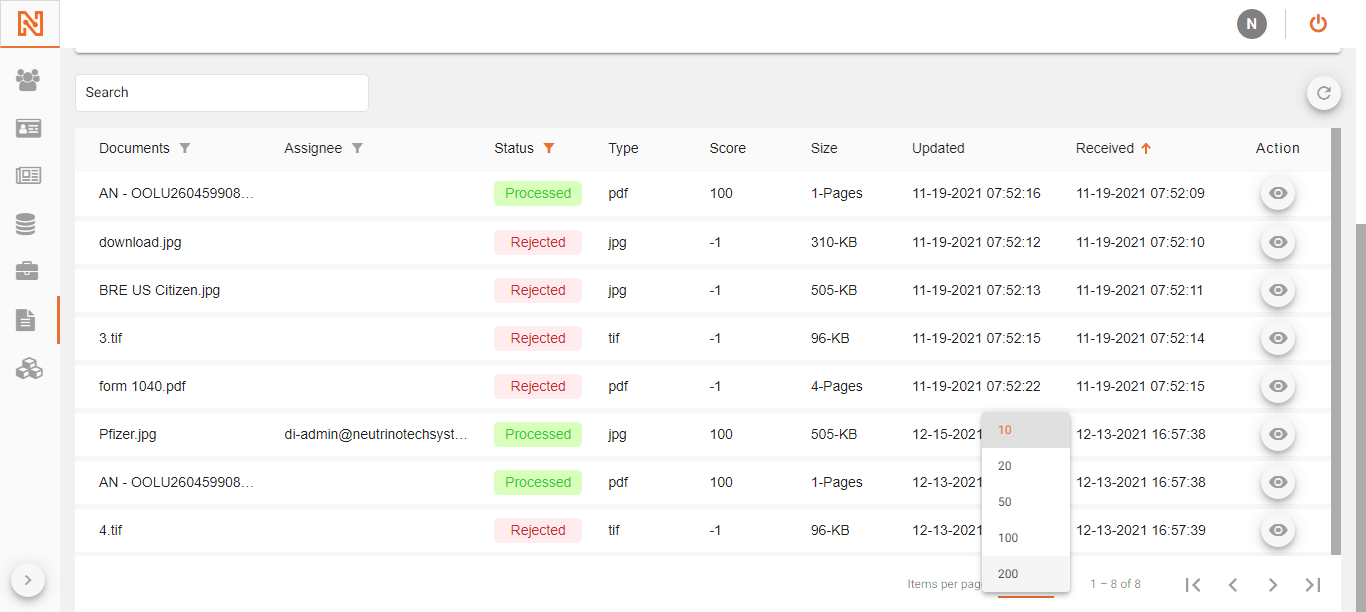 N
Search
Documents Assignee Status Type Score Size Updated Received Action
AN - OOLU260459908... Processed pdf 100 1-Pages 11-19-2021 07:52:16 11-19-2021 07:52:09
download.jpg Rejected jpg -1 310-KB 11-19-2021 07:52:12 11-19-2021 07:52:10
BRE US Citizen.jpg Rejected jpg -1 505-KB 11-19-2021 07:52:13 11-19-2021 07:52:11
3.tif Rejected tif -1 96-KB 11-19-2021 07:52:15 11-19-2021 07:52:14
form 1040.pdf Rejected pdf -1 4-Pages 11-19-2021 07:52:22 11-19-2021 07:52:15
Pfizer.jpg di-admin@neutrinotechsyst... Processed jpg 100 505-KB 12-15-2021 12-13-2021 16:57:38
AN - OOLU260459908... Processed pdf 100 1-Pages 12-13-2021 12-13-2021 16:57:38
4.tif Rejected tif -1 96-KB 12-13-2021 12-13-2021 16:57:39
10
20
50
100
200
Items per pag 1 – 8 of 8